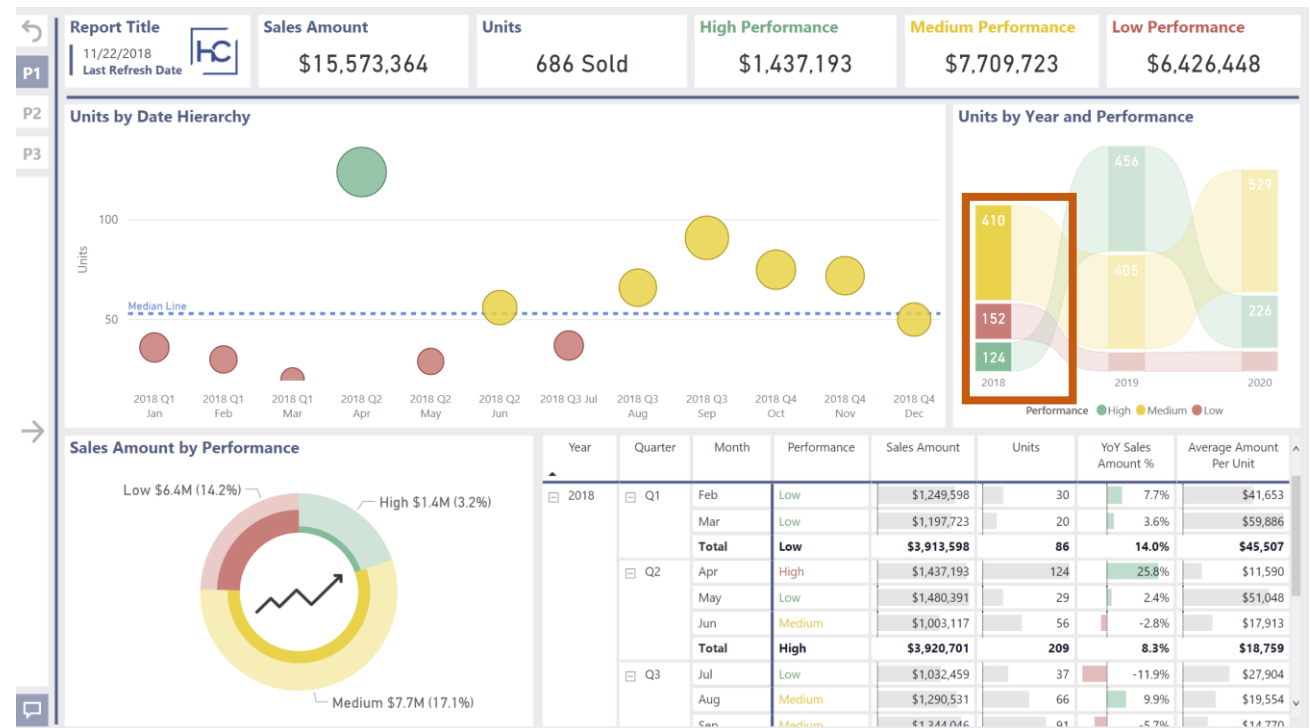 Report Title
11/22/2018
Last Refresh Date
HC
Sales Amount
$15,573,364
Units
686 Sold
High Performance
$1,437,193
Medium Performance
$7,709,723
Low Performance
$6,426,448
P1
P2
P3
Units by Date Hierarchy
Units
100
50
Median Line
2018 Q1 2018 Q1 2018 Q1 2018 Q2 2018 Q2 2018 Q2 2018 Q3 Jul 2018 Q3 2018 Q3 2018 Q4 2018 Q4 2018 Q4
Jan Feb Mar Apr May Jun Aug Sep Oct Nov Dec
Units by Year and Performance
456
529
410
405
226
152
124
2018 2019 2020
Performance High Medium Low
Sales Amount by Performance
Low $6.4M (14.2%)
High $1.4M (3.2%)
Medium $7.7M (17.1%)
Year Quarter Month Performance Sales Amount Units YoY Sales Average Amount
Amount % Per Unit
2018 Q1 Feb Low $1,249,598 30 7.7% $41,653
Mar Low $1,197,723 20 3.6% $59,886
Total Low $3,913,598 86 14.0% $45,507
Q2 Apr High $1,437,193 124 25.8% $11,590
May Low $1,480,391 29 2.4% $51,048
Jun Medium $1,003,117 56 -2.8% $17,913
Total High $3,920,701 209 8.3% $18,759
Q3 Jul Low $1,032,459 37 -11.9% $27,904
Aug Medium $1,290,531 66 9.9% $19,554
Sep Medium $1,344,046 91 -5.7% $14,770